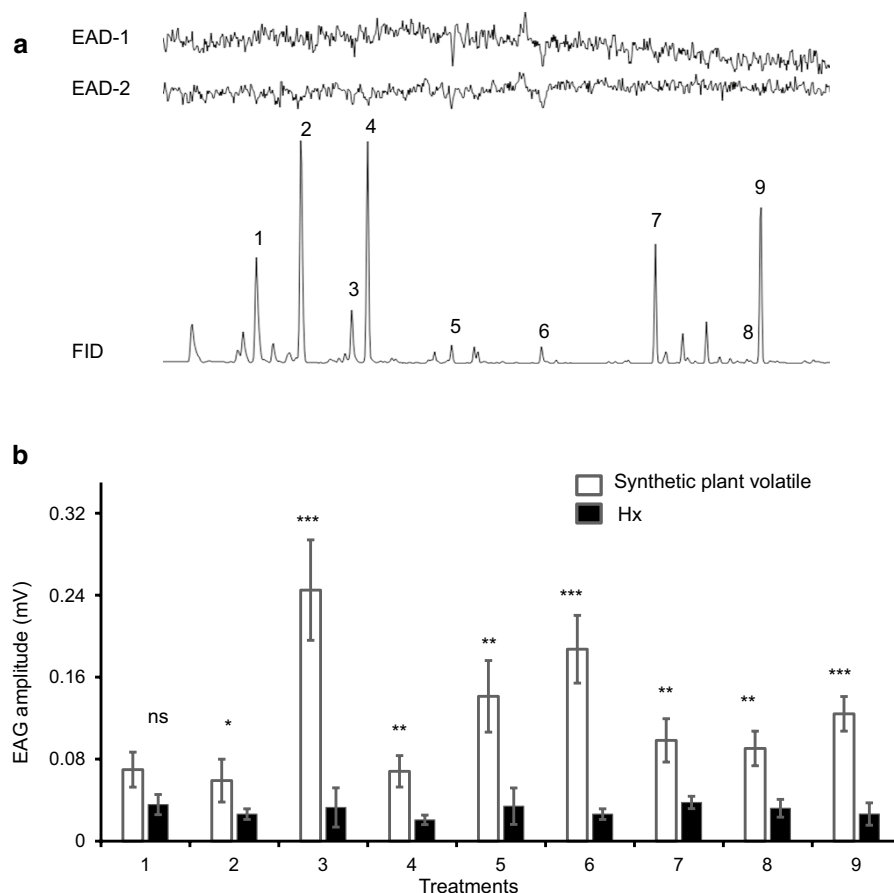 a
EAD-1
EAD-2
2
4
1
9
7
3
5
6
8
FID
b
Synthetic plant volatile
Hx
0.32
0.24
0.16
0.08
0
EAG amplitude (mV)
ns
*
***
**
**
***
**
**
***
1 2 3 4 5 6 7 8 9
Treatments